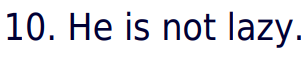 10. He is not lazy.